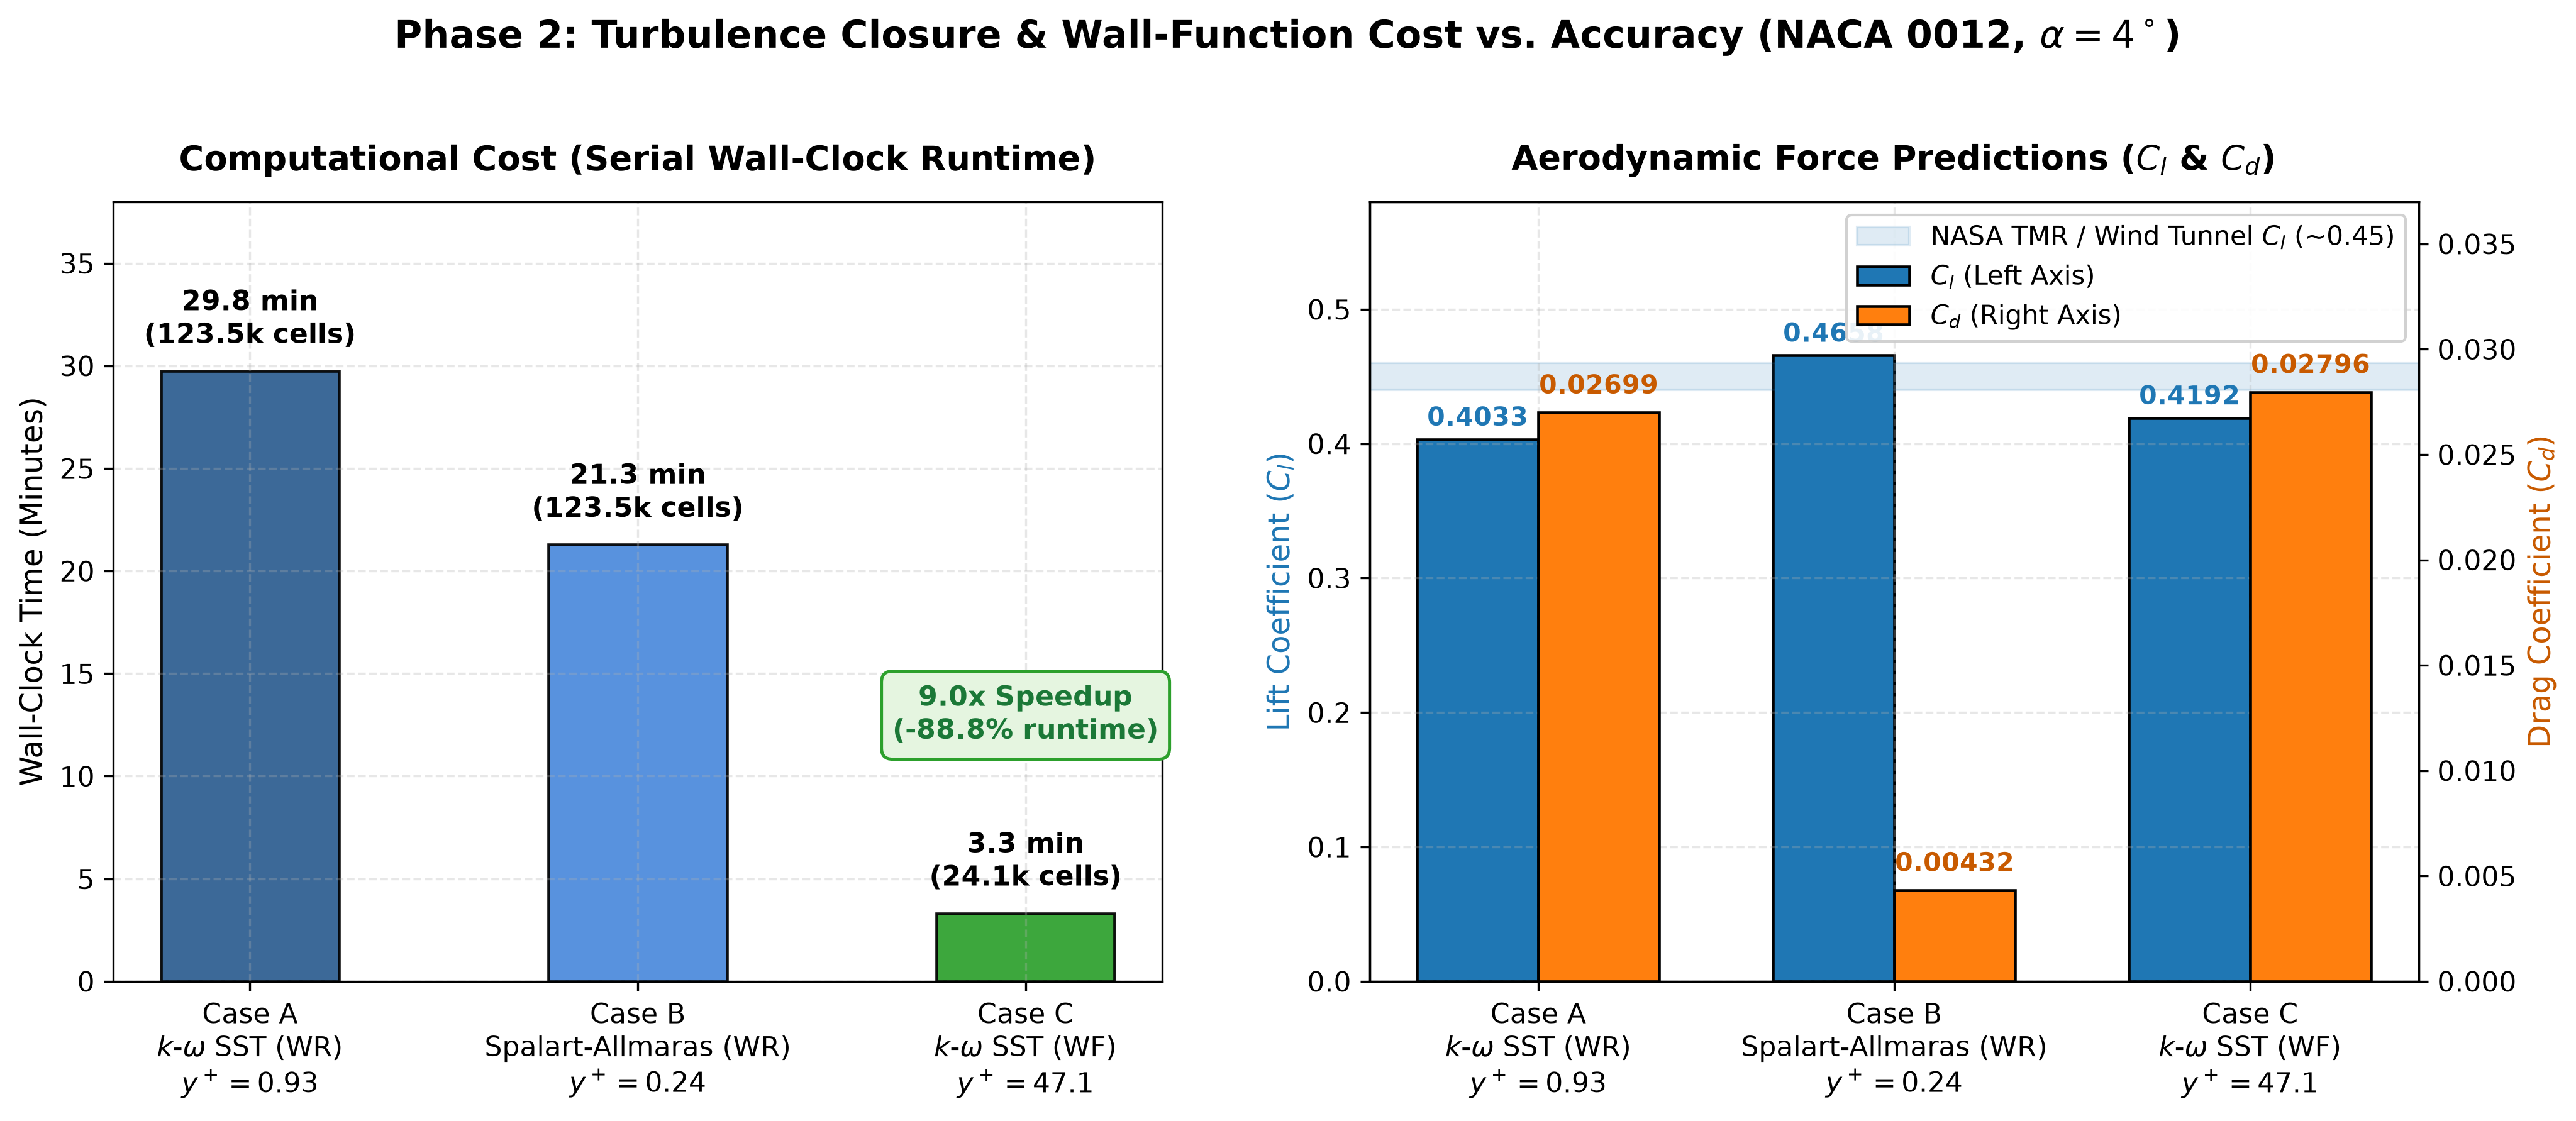 Phase 2: Turbulence Closure & Wall-Function Cost vs. Accuracy (NACA 0012, α = 4°)
Computational Cost (Serial Wall-Clock Runtime)
Wall-Clock Time (Minutes)
35
30
25
20
15
10
5
0
29.8 min
(123.5k cells)
21.3 min
(123.5k cells)
9.0x Speedup
(-88.8% runtime)
3.3 min
(24.1k cells)
Case A
k-ω SST (WR)
y⁺ = 0.93
Case B
Spalart-Allmaras (WR)
y⁺ = 0.24
Case C
k-ω SST (WF)
y⁺ = 47.1
Aerodynamic Force Predictions (Cₗ & C_d)
NASA TMR / Wind Tunnel Cₗ (~0.45)
Cₗ (Left Axis)
C_d (Right Axis)
Lift Coefficient (Cₗ)
0.5
0.4
0.3
0.2
0.1
0.0
0.4033
0.02699
0.4658
0.00432
0.4192
0.02796
0.035
0.030
0.025
0.020
0.015
0.010
0.005
0.000
Drag Coefficient (C_d)
Case A
k-ω SST (WR)
y⁺ = 0.93
Case B
Spalart-Allmaras (WR)
y⁺ = 0.24
Case C
k-ω SST (WF)
y⁺ = 47.1